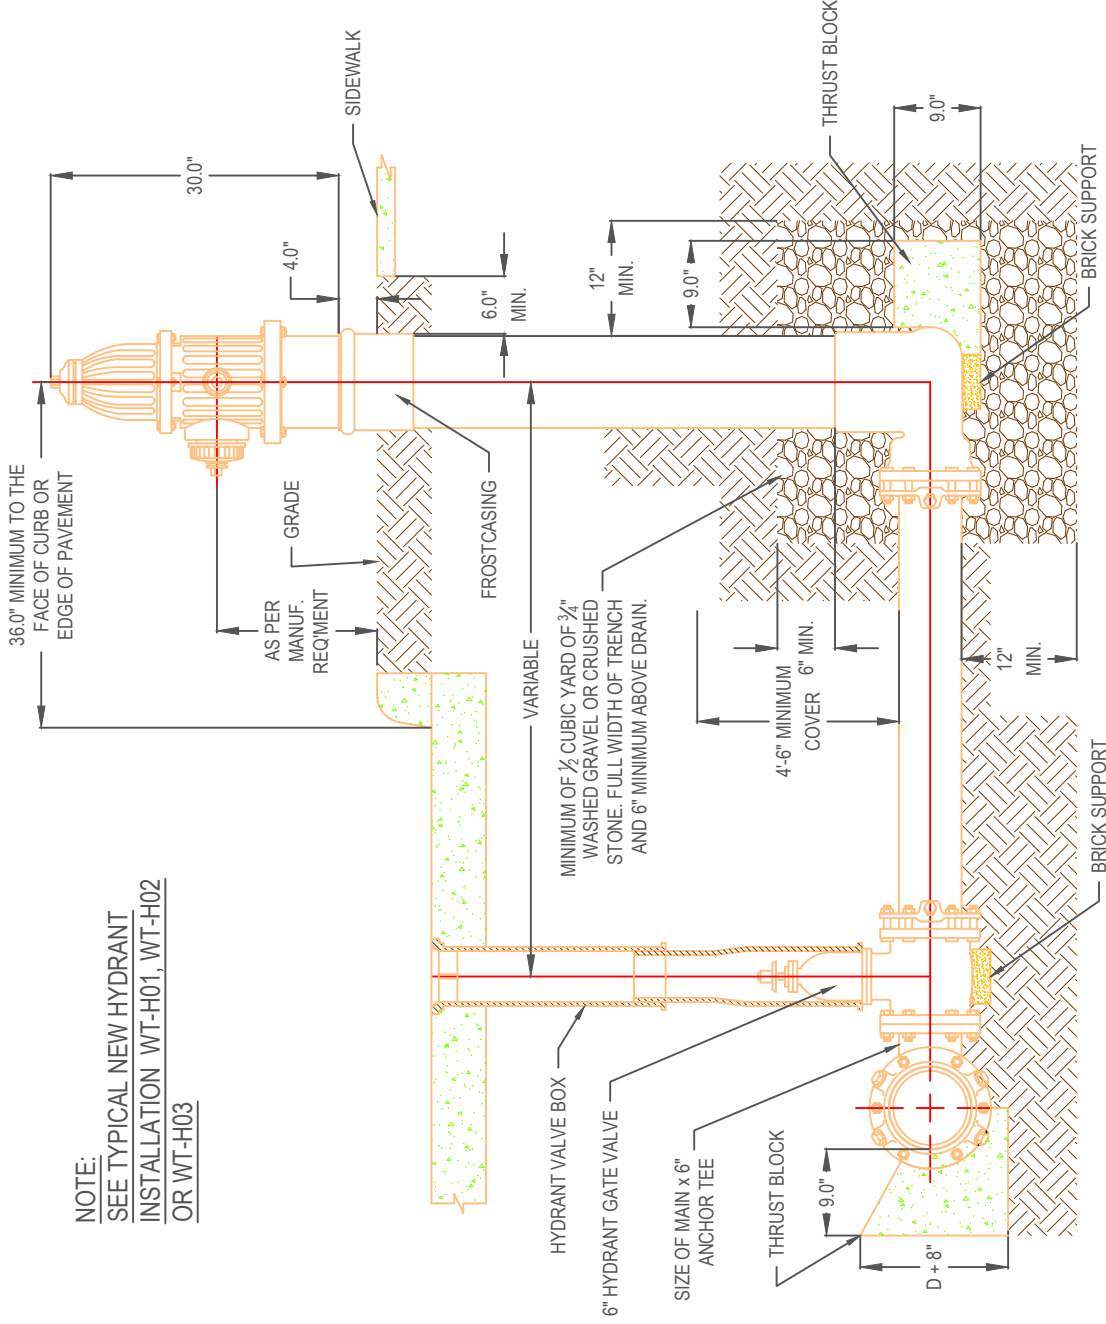 NOTE:
SEE TYPICAL NEW HYDRANT
INSTALLATION WT-H01, WT-H02
OR WT-H03
36.0" MINIMUM TO THE
FACE OF CURB OR
EDGE OF PAVEMENT
30.0"
SIDEWALK
4.0"
6.0"
MIN.
GRADE
AS PER
MANUF.
REQ'MENT
FROSTCASING
VARIABLE
12"
MIN.
9.0"
THRUST BLOCK
9.0"
BRICK SUPPORT
MINIMUM OF ½ CUBIC YARD OF ¾"
WASHED GRAVEL OR CRUSHED
STONE. FULL WIDTH OF TRENCH
AND 6" MINIMUM ABOVE DRAIN.
6" MIN.
4'-6" MINIMUM
COVER
12"
MIN.
BRICK SUPPORT
HYDRANT VALVE BOX
6" HYDRANT GATE VALVE
SIZE OF MAIN x 6"
ANCHOR TEE
THRUST BLOCK
9.0"
D + 8"